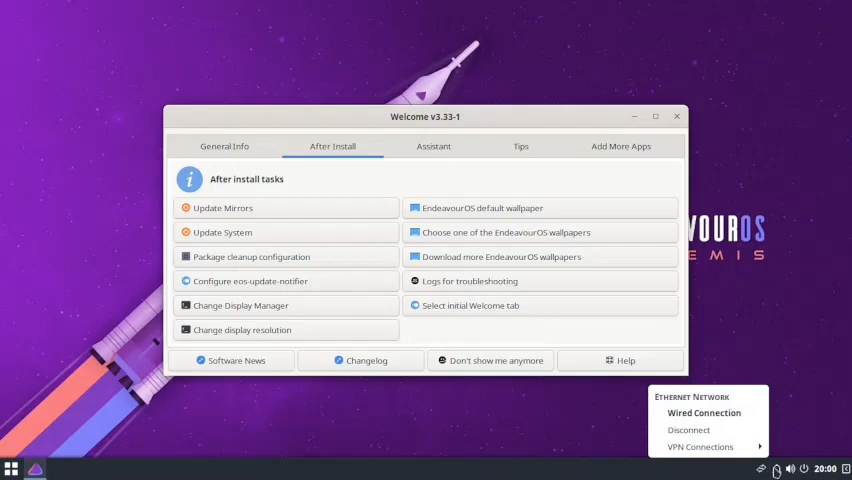 Welcome v3.33-1
General Info
After Install
Assistant
Tips
Add More Apps
After install tasks
Update Mirrors
EndeavourOS default wallpaper
Update System
Choose one of the EndeavourOS wallpapers
Package cleanup configuration
Download more EndeavourOS wallpapers
Configure eos-update-notifier
Logs for troubleshooting
Change Display Manager
Select initial Welcome tab
Change display resolution
Software News
Changelog
Don't show me anymore
Help
VOUROS
EMIS
ETHERNET NETWORK
Wired Connection
Disconnect
VPN Connections
20:00